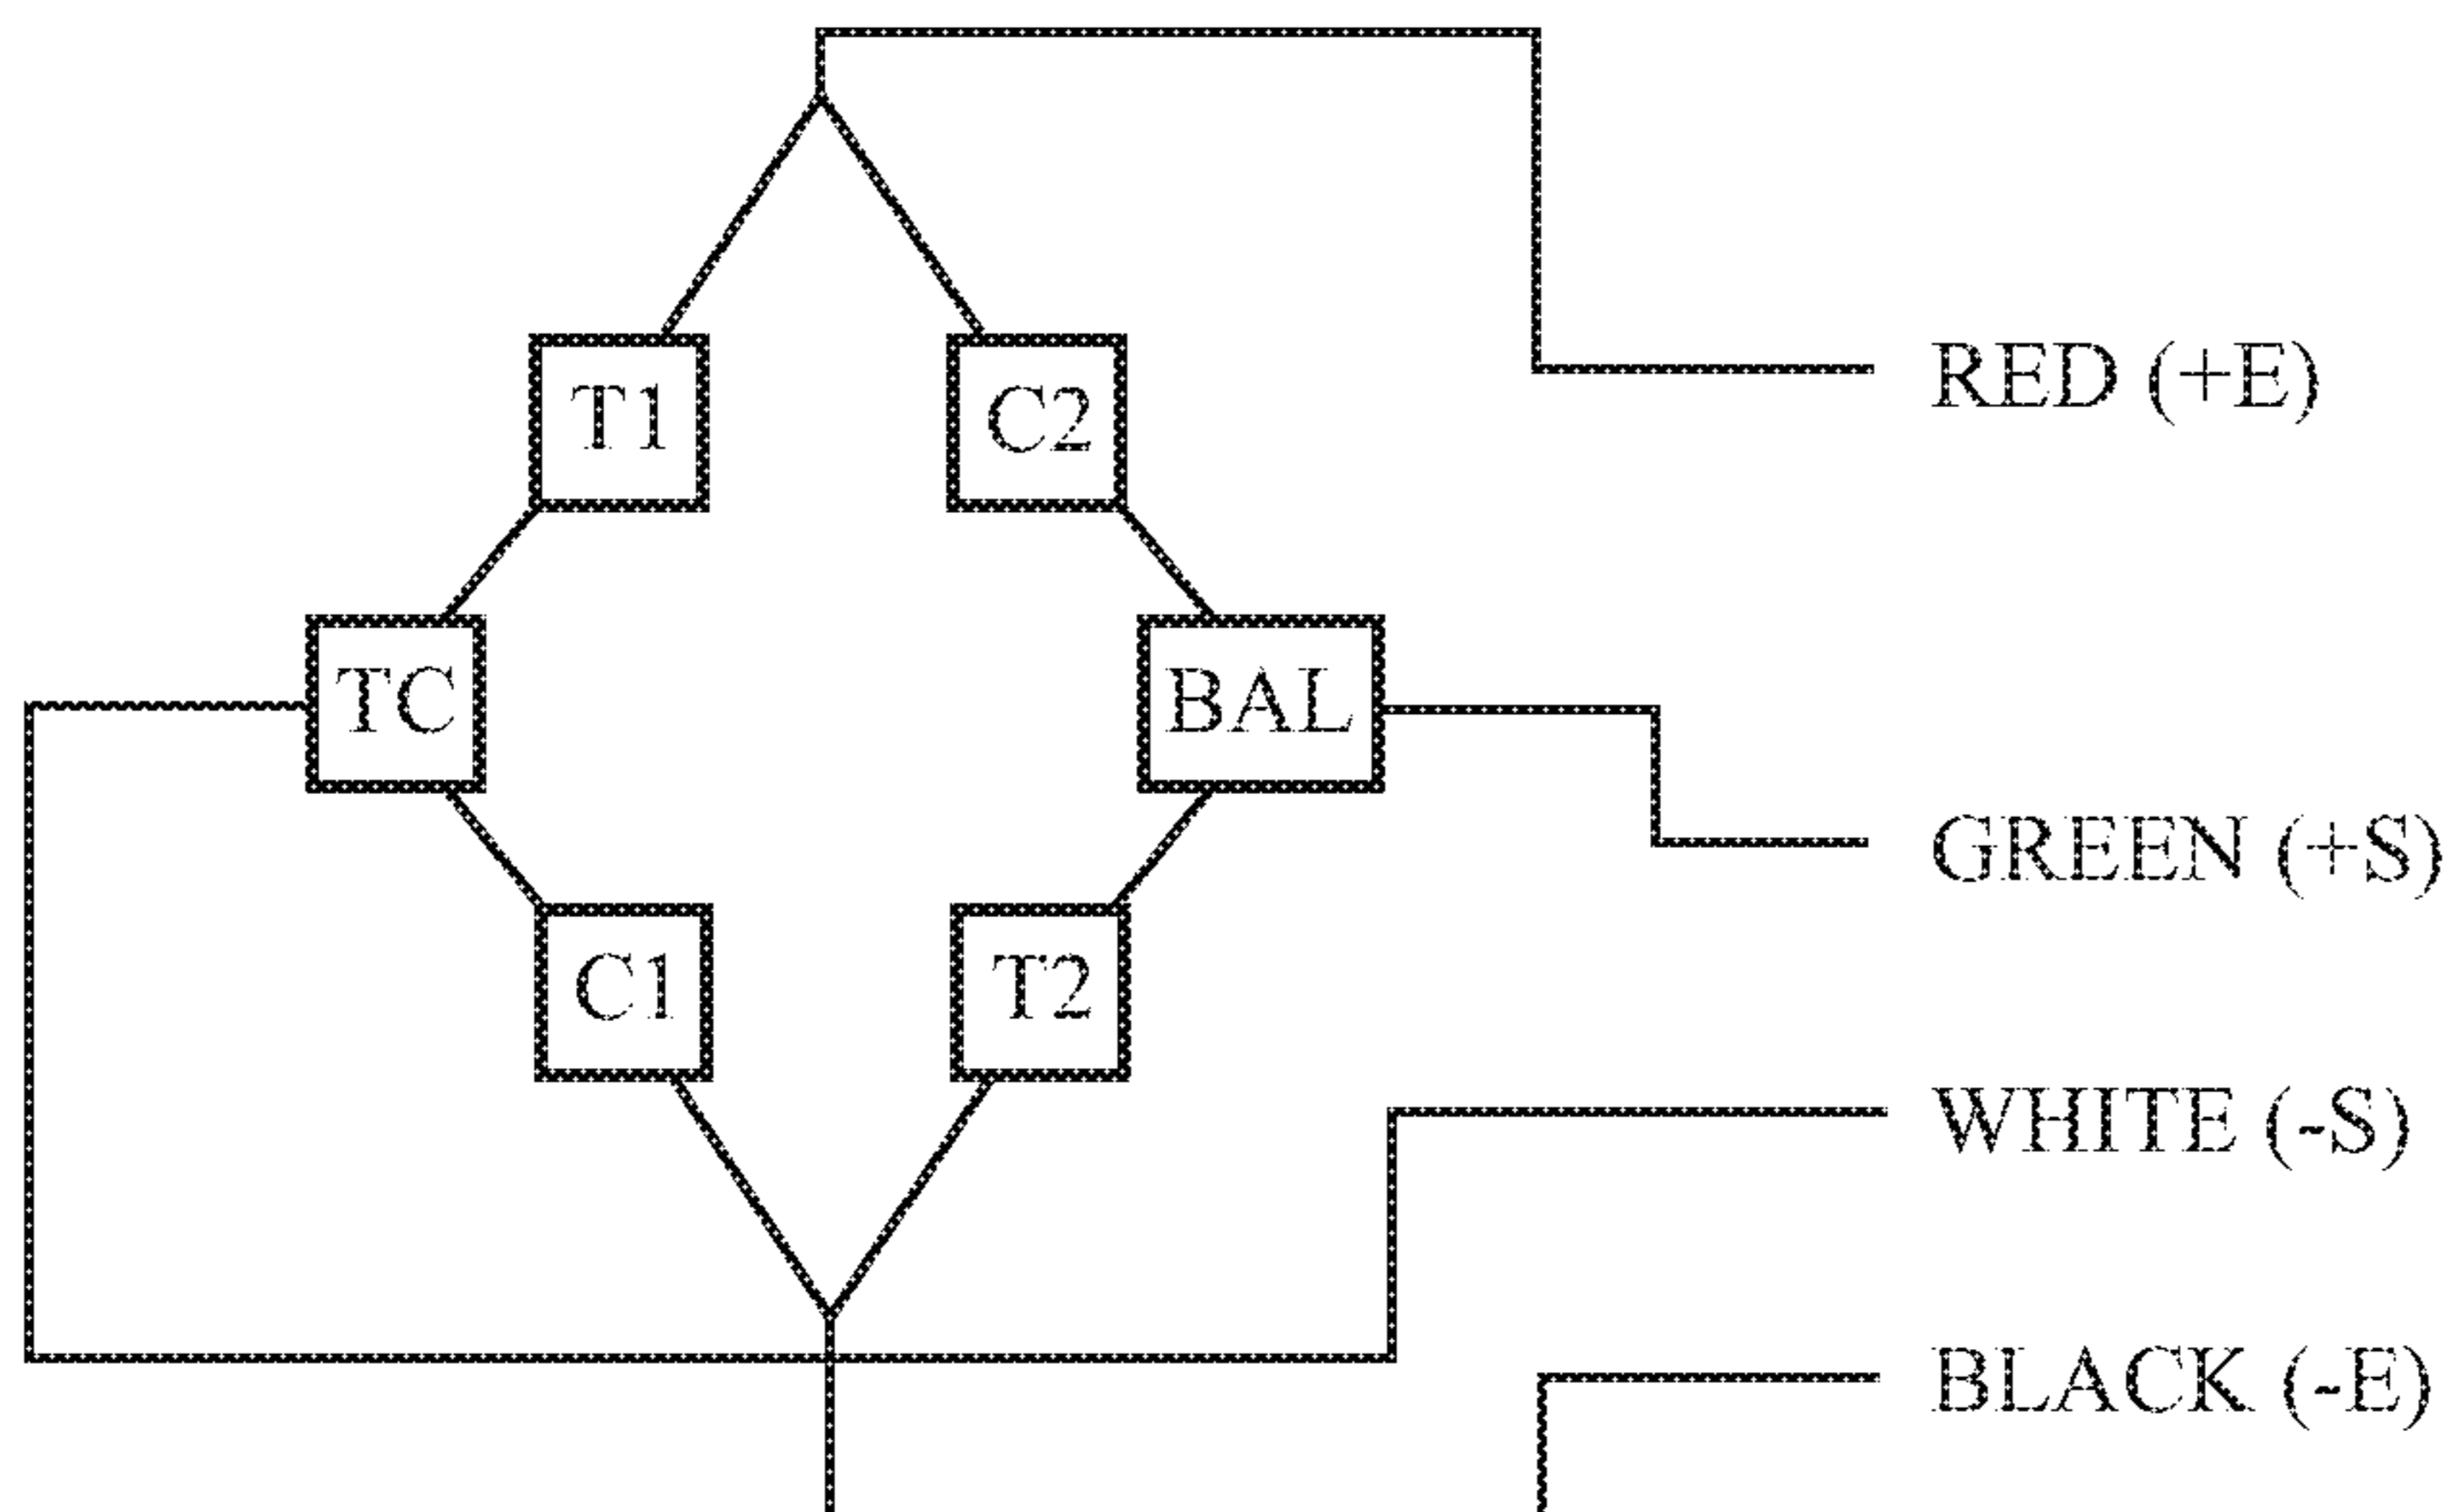 T1
C2
RED (+E)
TC
BAL
GREEN (+S)
C1
T2
WHITE (-S)
BLACK (-E)